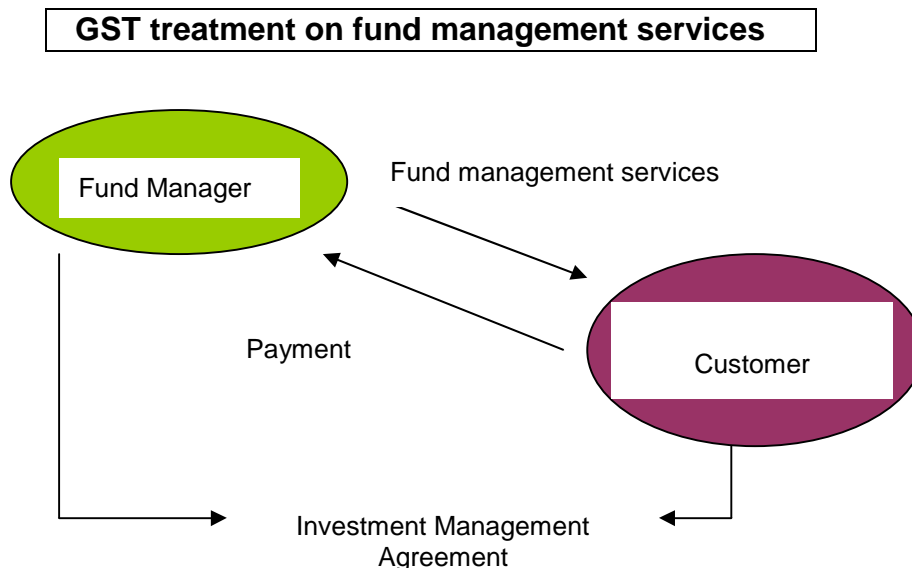 GST treatment on fund management services
Fund management services
Fund Manager
Payment
Customer
Investment Management
Agreement